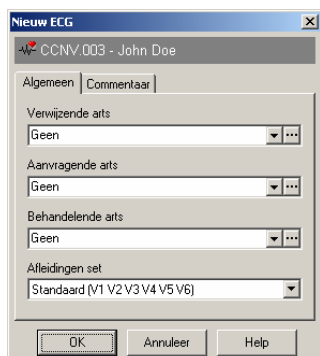 Nieuw ECG
CCNV.003 - John Doe
Algemeen Commentaar
Verwijzende arts
Geen
Aanvragende arts
Geen
Behandelende arts
Geen
Afleidingen set
Standaard (V1 V2 V3 V4 V5 V6)
OK Annuleer Help